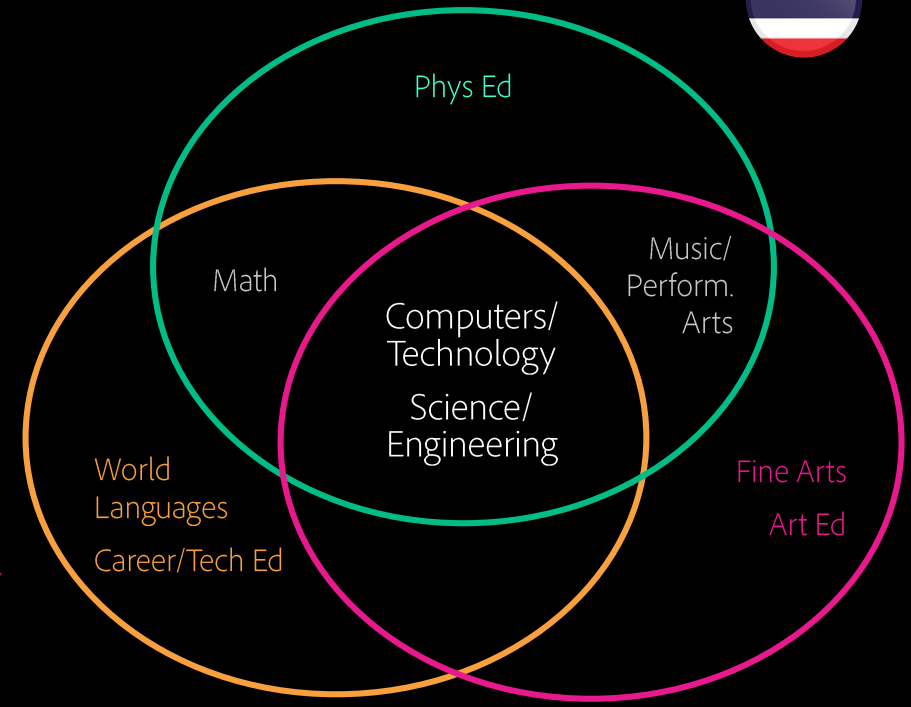 Phys Ed
Math
Music/
Perform.
Arts
Computers/
Technology
Science/
Engineering
World
Languages
Career/Tech Ed
Fine Arts
Art Ed